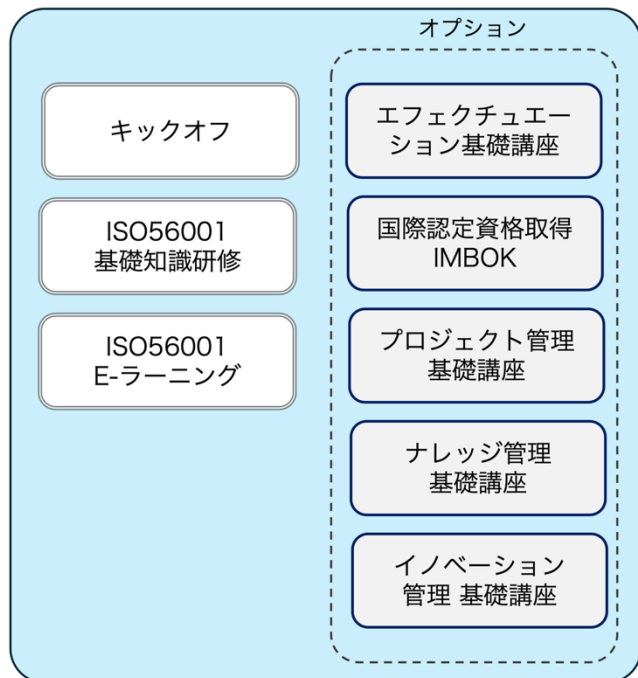 オプション
キックオフ
ISO56001
基礎知識研修
ISO56001
E-ラーニング
エフェクチュエー
ション基礎講座
国際認定資格取得
IMBOK
プロジェクト管理
基礎講座
ナレッジ管理
基礎講座
イノベーション
管理 基礎講座